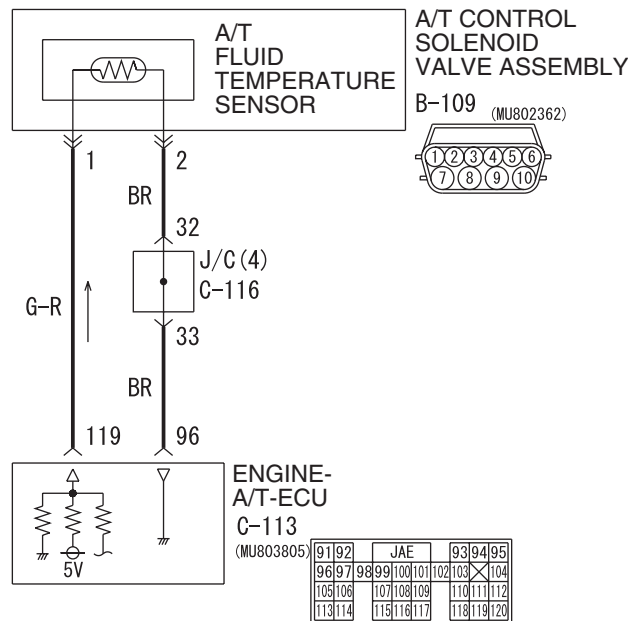 A/T
FLUID
TEMPERATURE
SENSOR
A/T CONTROL
SOLENOID
VALVE ASSEMBLY
B-109 (MU802362)
1 2 3 4 5 6
7 8 9 10
1 2
BR
32
J/C(4)
C-116
G-R
33
BR
119 96
5V
ENGINE-
A/T-ECU
C-113
(MU803805)
91 92 JAE 93 94 95
96 97 98 99 100 101 102 103 104
105 106 107 108 109 110 111 112
113 114 115 116 117 118 119 120